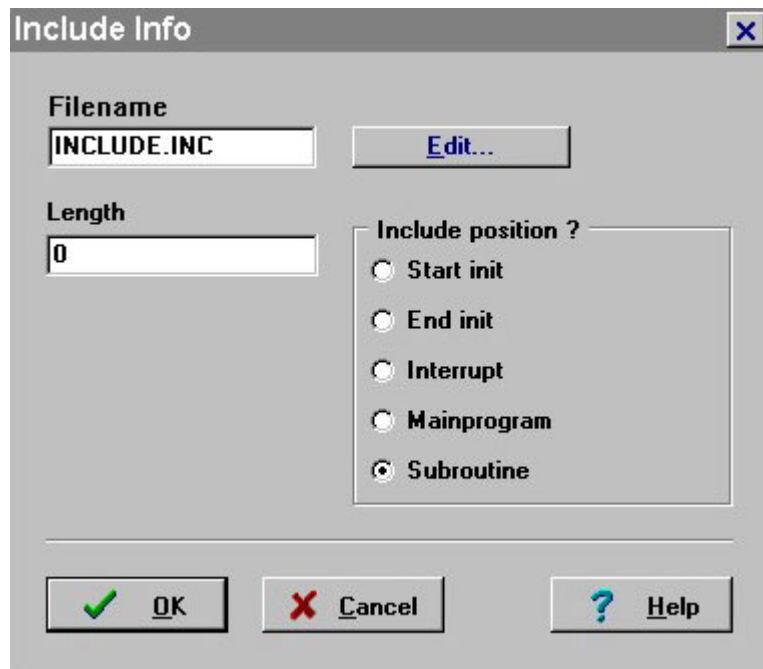 Include Info
Filename
INCLUDE.INC
Edit...
Length
0
Include position ?
Start init
End init
Interrupt
Mainprogram
Subroutine
OK
Cancel
? Help